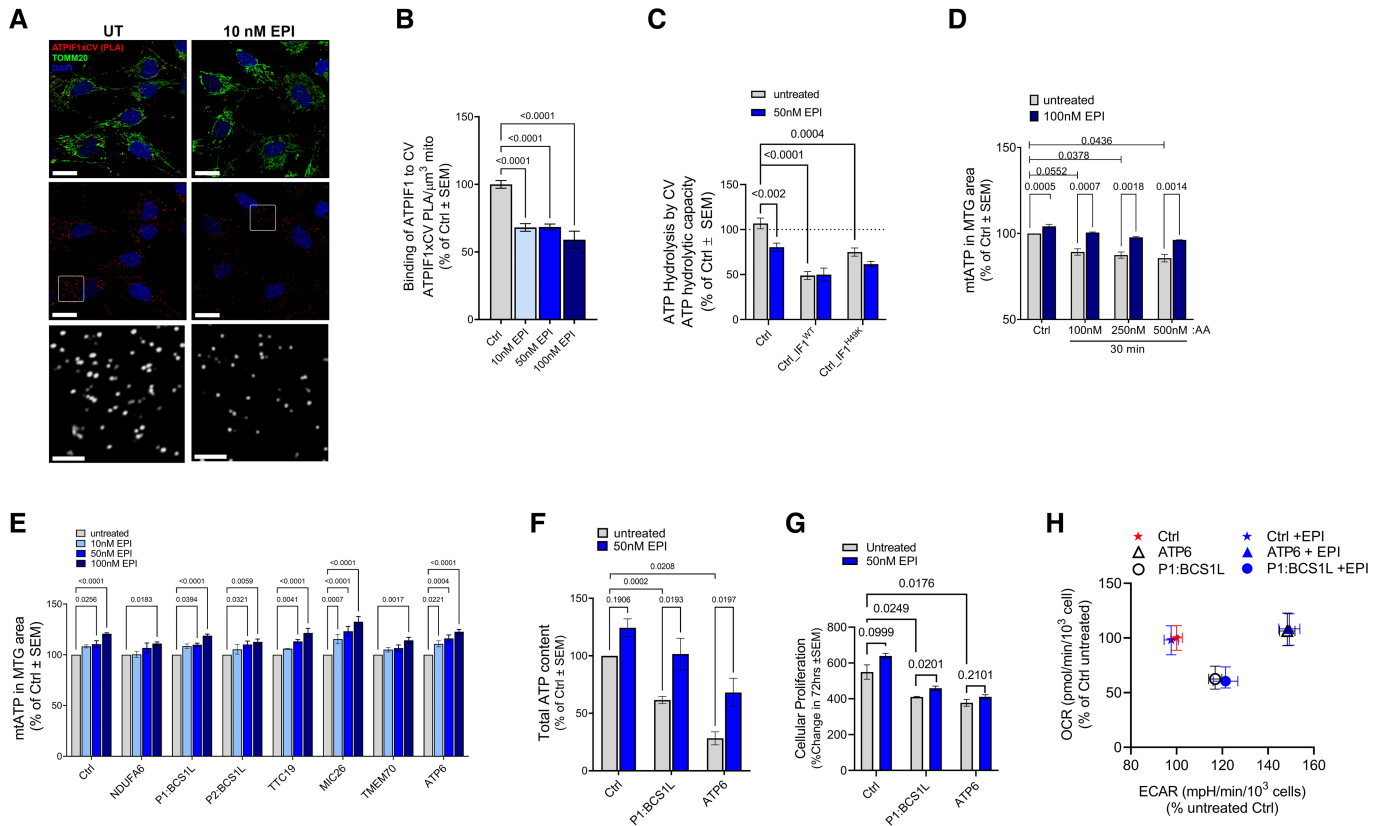 A
UT
10 nM EPI
ATPIF1xCV (PLA)
TOMM20
DAPI
B
Binding of ATPIF1 to CV
ATPIF1xCV PLA/µm³ mito
(% of Ctrl ± SEM)
150
100
50
0
<0.0001
<0.0001
<0.0001
Ctrl
10nM EPI
50nM EPI
100nM EPI
C
untreated
50nM EPI
ATP Hydrolysis by CV
ATP hydrolytic capacity
(% of Ctrl ± SEM)
150
100
50
0
0.0004
<0.0001
<0.002
Ctrl
Ctrl_IF1^WT
Ctrl_IF1^H49K
D
untreated
100nM EPI
mtATP in MTG area
(% of Ctrl ± SEM)
150
100
50
0.0436
0.0378
0.0552
0.0005
0.0007
0.0018
0.0014
Ctrl
100nM
250nM
500nM
:AA
30 min
E
untreated
10nM EPI
50nM EPI
100nM EPI
mtATP in MTG area
(% of Ctrl ± SEM)
150
100
50
0
<0.0001
0.0256
0.0183
<0.0001
0.0394
0.0059
0.0321
<0.0001
0.0041
<0.0001
<0.0001
0.0007
0.0017
<0.0001
0.0004
0.0221
Ctrl
NDUFA6
P1:BCS1L
P2:BCS1L
TTC19
MIC26
TMEM70
ATP6
F
untreated
50nM EPI
Total ATP content
(% of Ctrl ± SEM)
150
100
50
0
0.0208
0.0002
0.1906
0.0193
0.0197
Ctrl
P1:BCS1L
ATP6
G
Untreated
50nM EPI
Cellular Proliferation
(%Change in 72hrs ±SEM)
1000
800
600
400
200
0
0.0176
0.0249
0.0999
0.0201
0.2101
Ctrl
P1:BCS1L
ATP6
H
Ctrl
Ctrl +EPI
ATP6
ATP6 + EPI
P1:BCS1L
P1:BCS1L +EPI
OCR (pmol/min/10³ cell)
(% of Ctrl untreated)
150
100
50
0
80
100
120
140
160
ECAR (mpH/min/10³ cells)
(% untreated Ctrl)